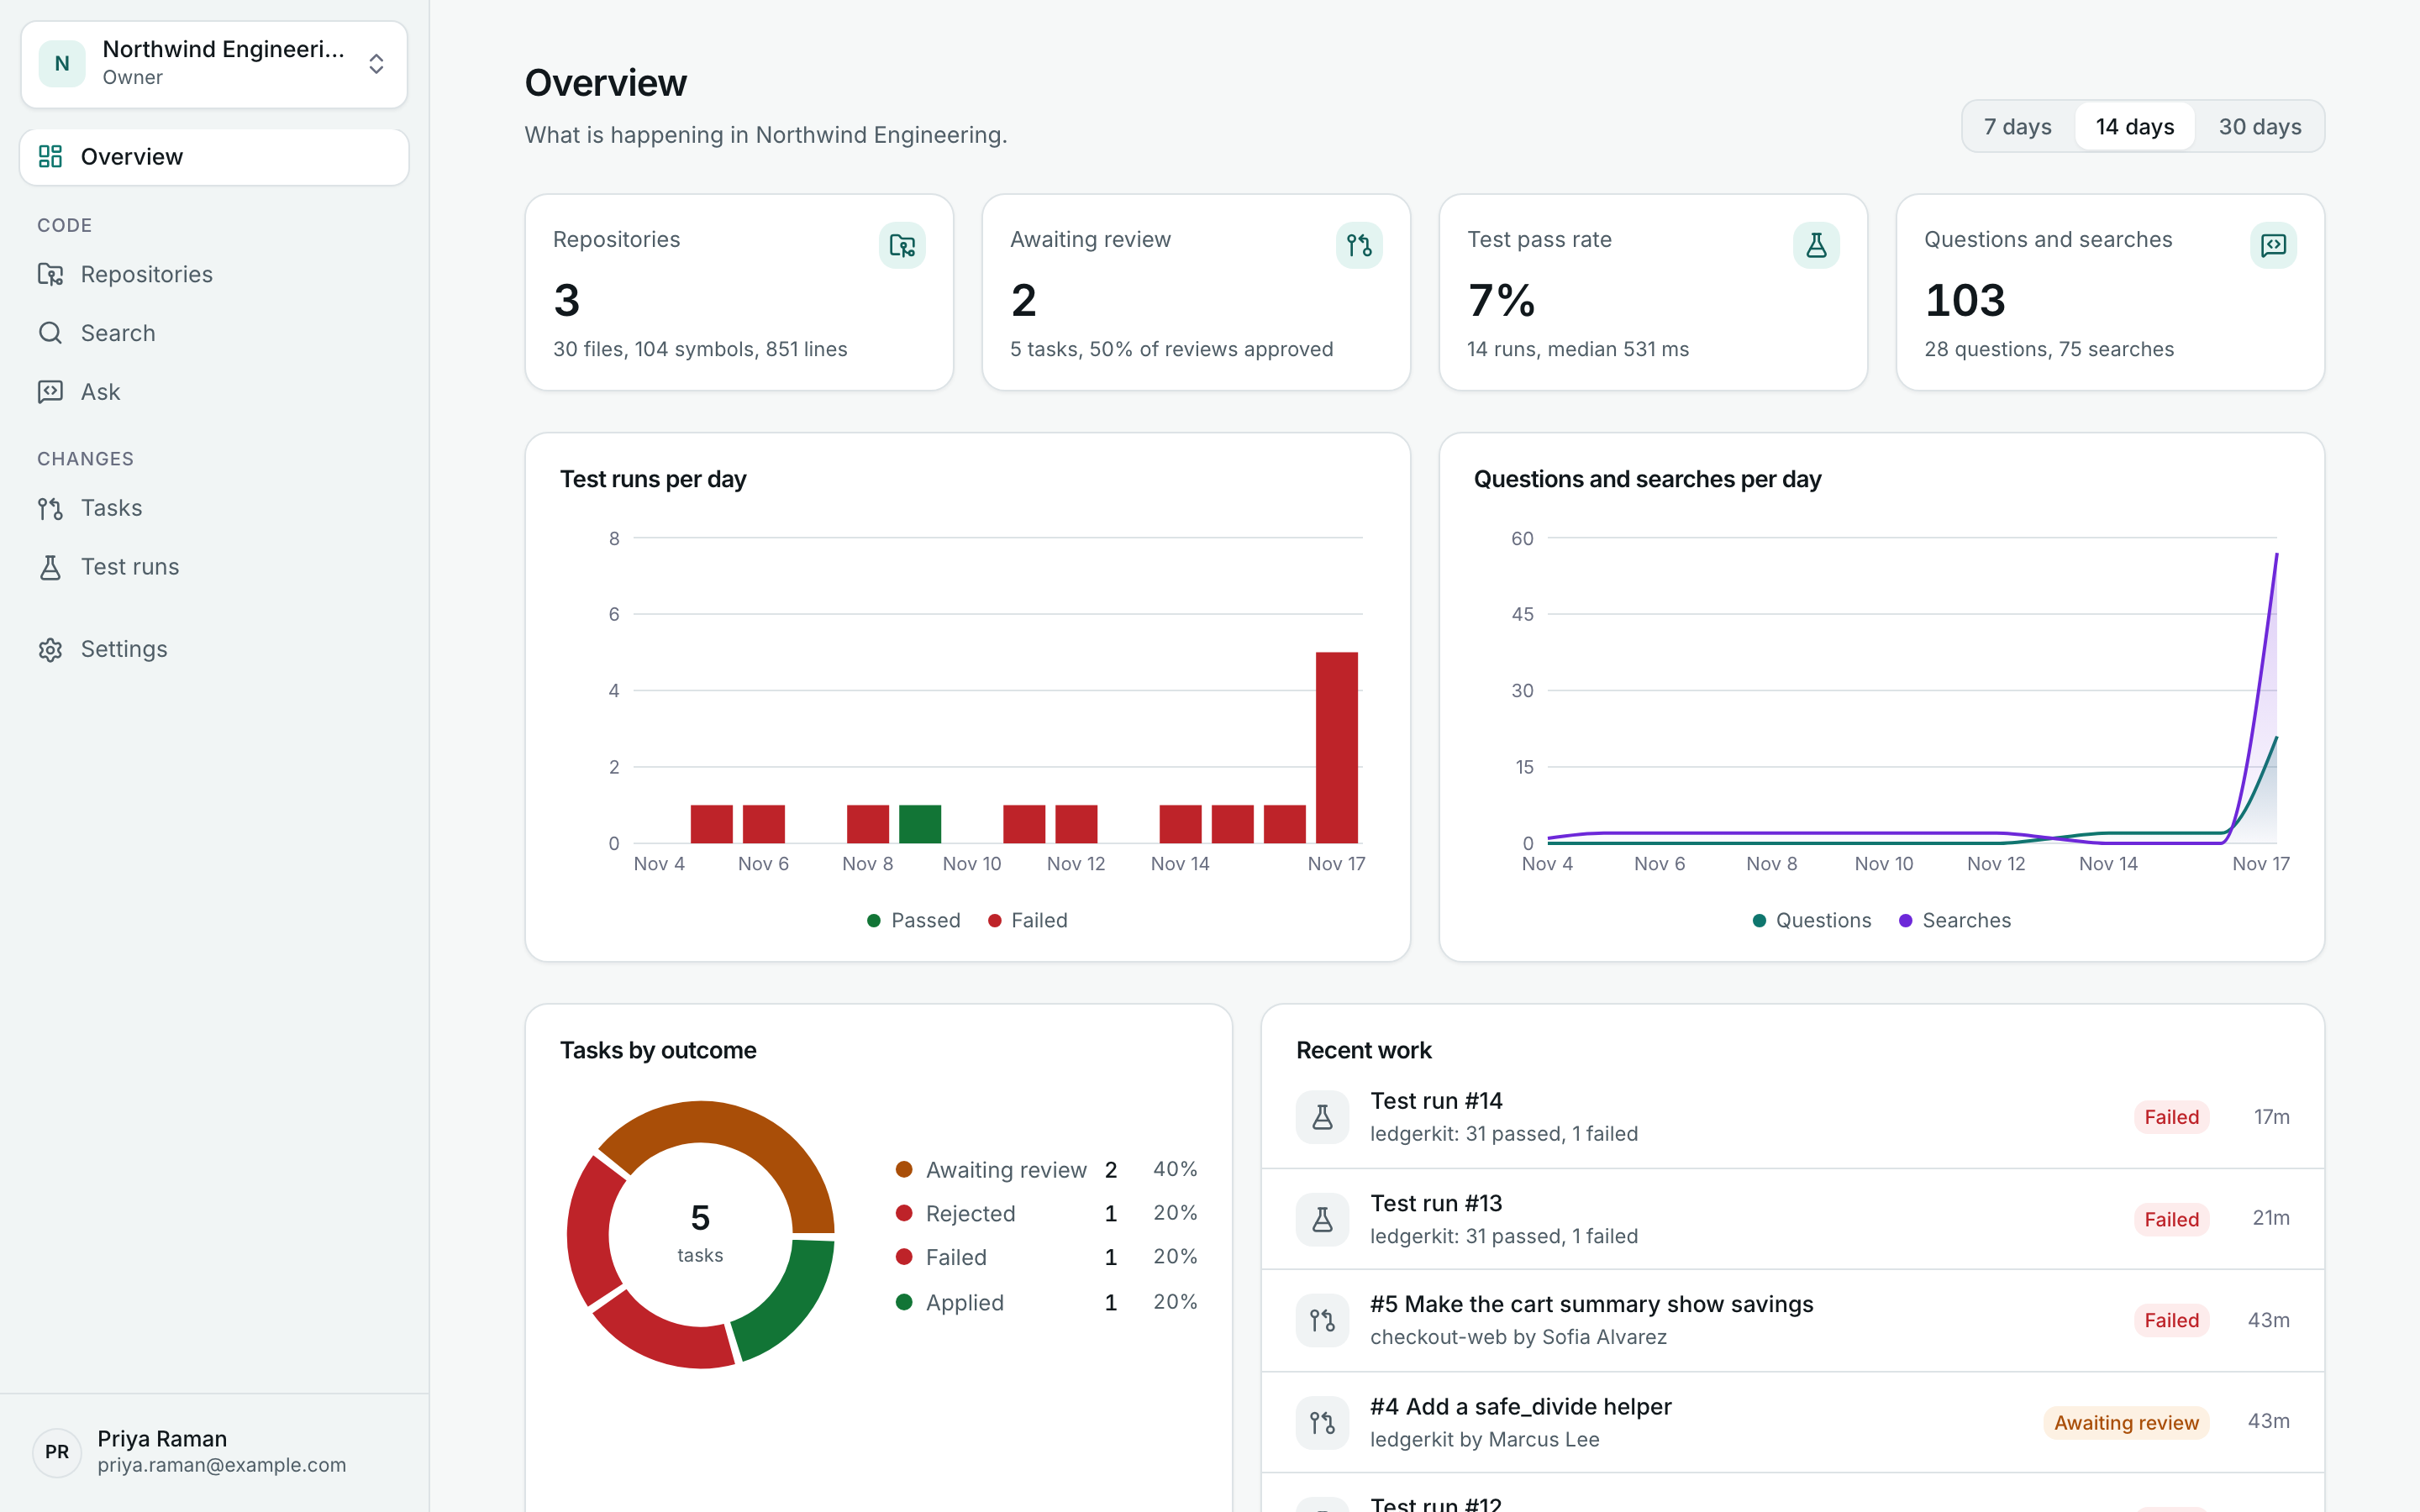 N
Northwind Engineeri...
Owner
Overview
CODE
Repositories
Search
Ask
CHANGES
Tasks
Test runs
Settings
PR
Priya Raman
priya.raman@example.com
Overview
What is happening in Northwind Engineering.
7 days
14 days
30 days
Repositories
3
30 files, 104 symbols, 851 lines
Awaiting review
2
5 tasks, 50% of reviews approved
Test pass rate
7%
14 runs, median 531 ms
Questions and searches
103
28 questions, 75 searches
Test runs per day
8
6
4
2
0
Nov 4
Nov 6
Nov 8
Nov 10
Nov 12
Nov 14
Nov 17
Passed
Failed
Questions and searches per day
60
45
30
15
0
Nov 4
Nov 6
Nov 8
Nov 10
Nov 12
Nov 14
Nov 17
Questions
Searches
Tasks by outcome
5
tasks
Awaiting review 2 40%
Rejected 1 20%
Failed 1 20%
Applied 1 20%
Recent work
Test run #14
ledgerkit: 31 passed, 1 failed
Failed
17m
Test run #13
ledgerkit: 31 passed, 1 failed
Failed
21m
#5 Make the cart summary show savings
checkout-web by Sofia Alvarez
Failed
43m
#4 Add a safe_divide helper
ledgerkit by Marcus Lee
Awaiting review
43m
Test run #12